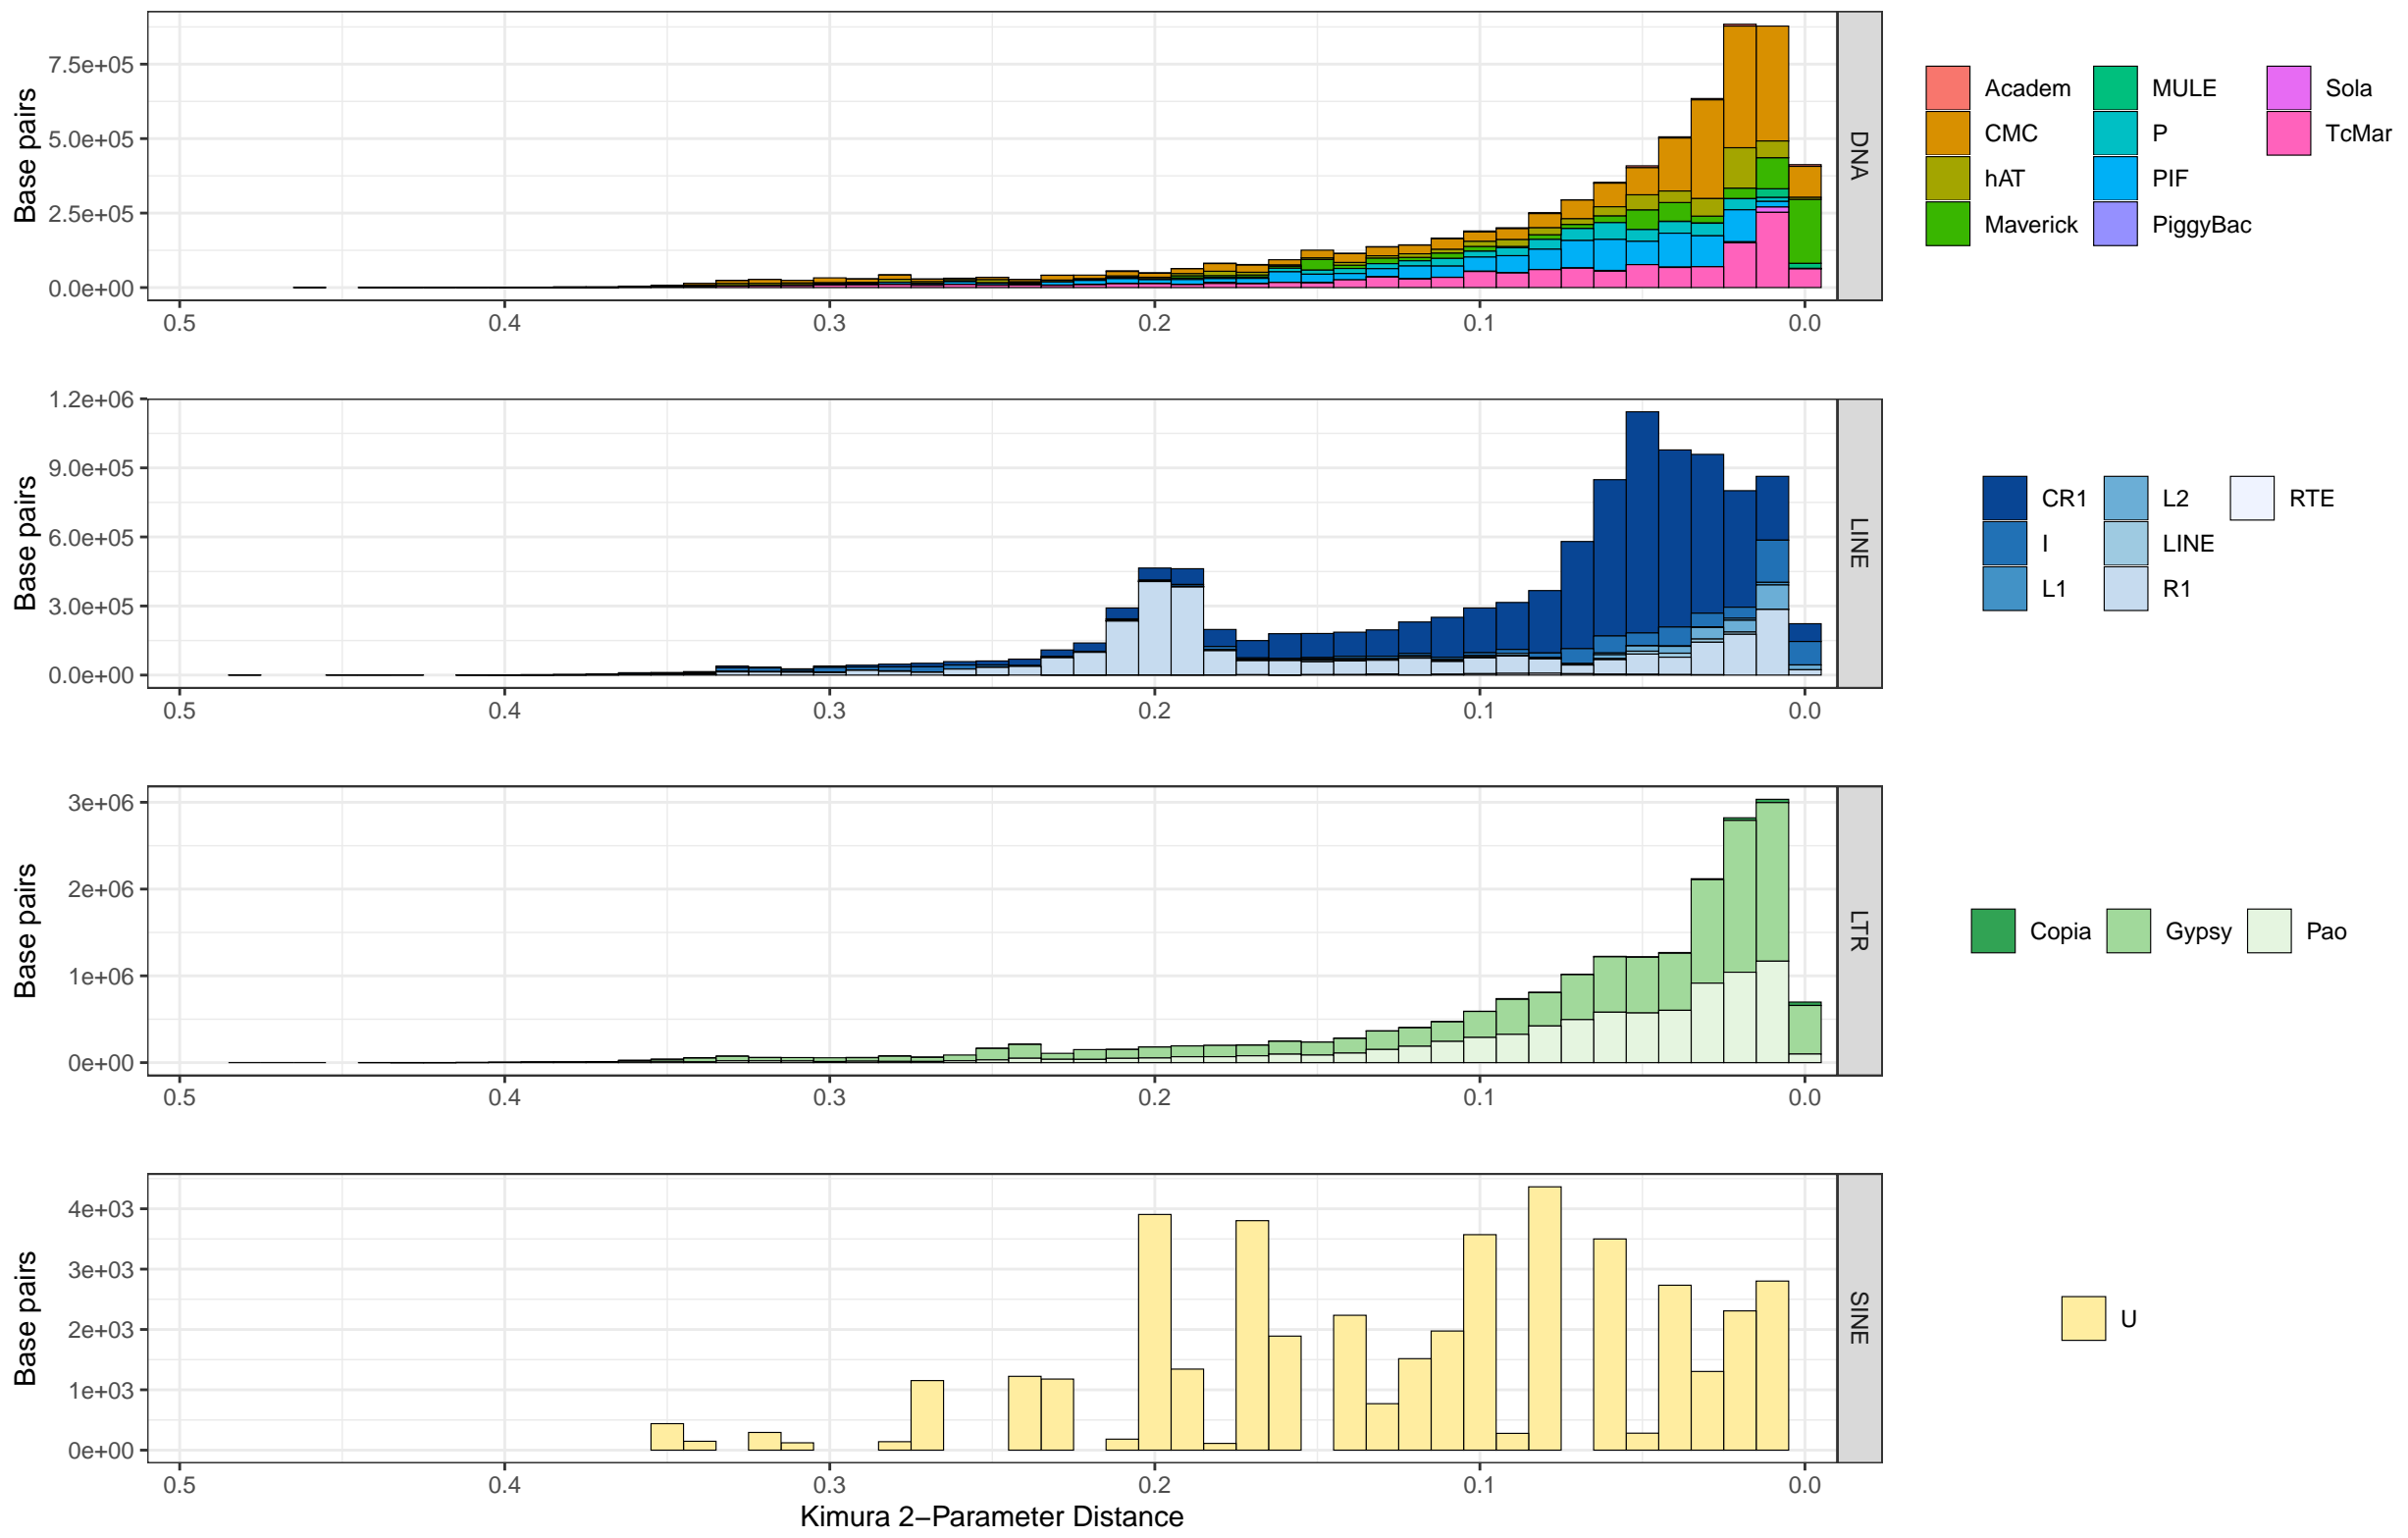 Base pairs
7.5e+05
5.0e+05
2.5e+05
0.0e+00
0.5 0.4 0.3 0.2 0.1 0.0
DNA
Academ MULE Sola
CMC P TcMar
hAT PIF
Maverick PiggyBac
Base pairs
1.2e+06
9.0e+05
6.0e+05
3.0e+05
0.0e+00
0.5 0.4 0.3 0.2 0.1 0.0
LINE
CR1 L2 RTE
I LINE
L1 R1
Base pairs
3e+06
2e+06
1e+06
0e+00
0.5 0.4 0.3 0.2 0.1 0.0
LTR
Copia Gypsy Pao
Base pairs
4e+03
3e+03
2e+03
1e+03
0e+00
0.5 0.4 0.3 0.2 0.1 0.0
SINE
U
Kimura 2−Parameter Distance